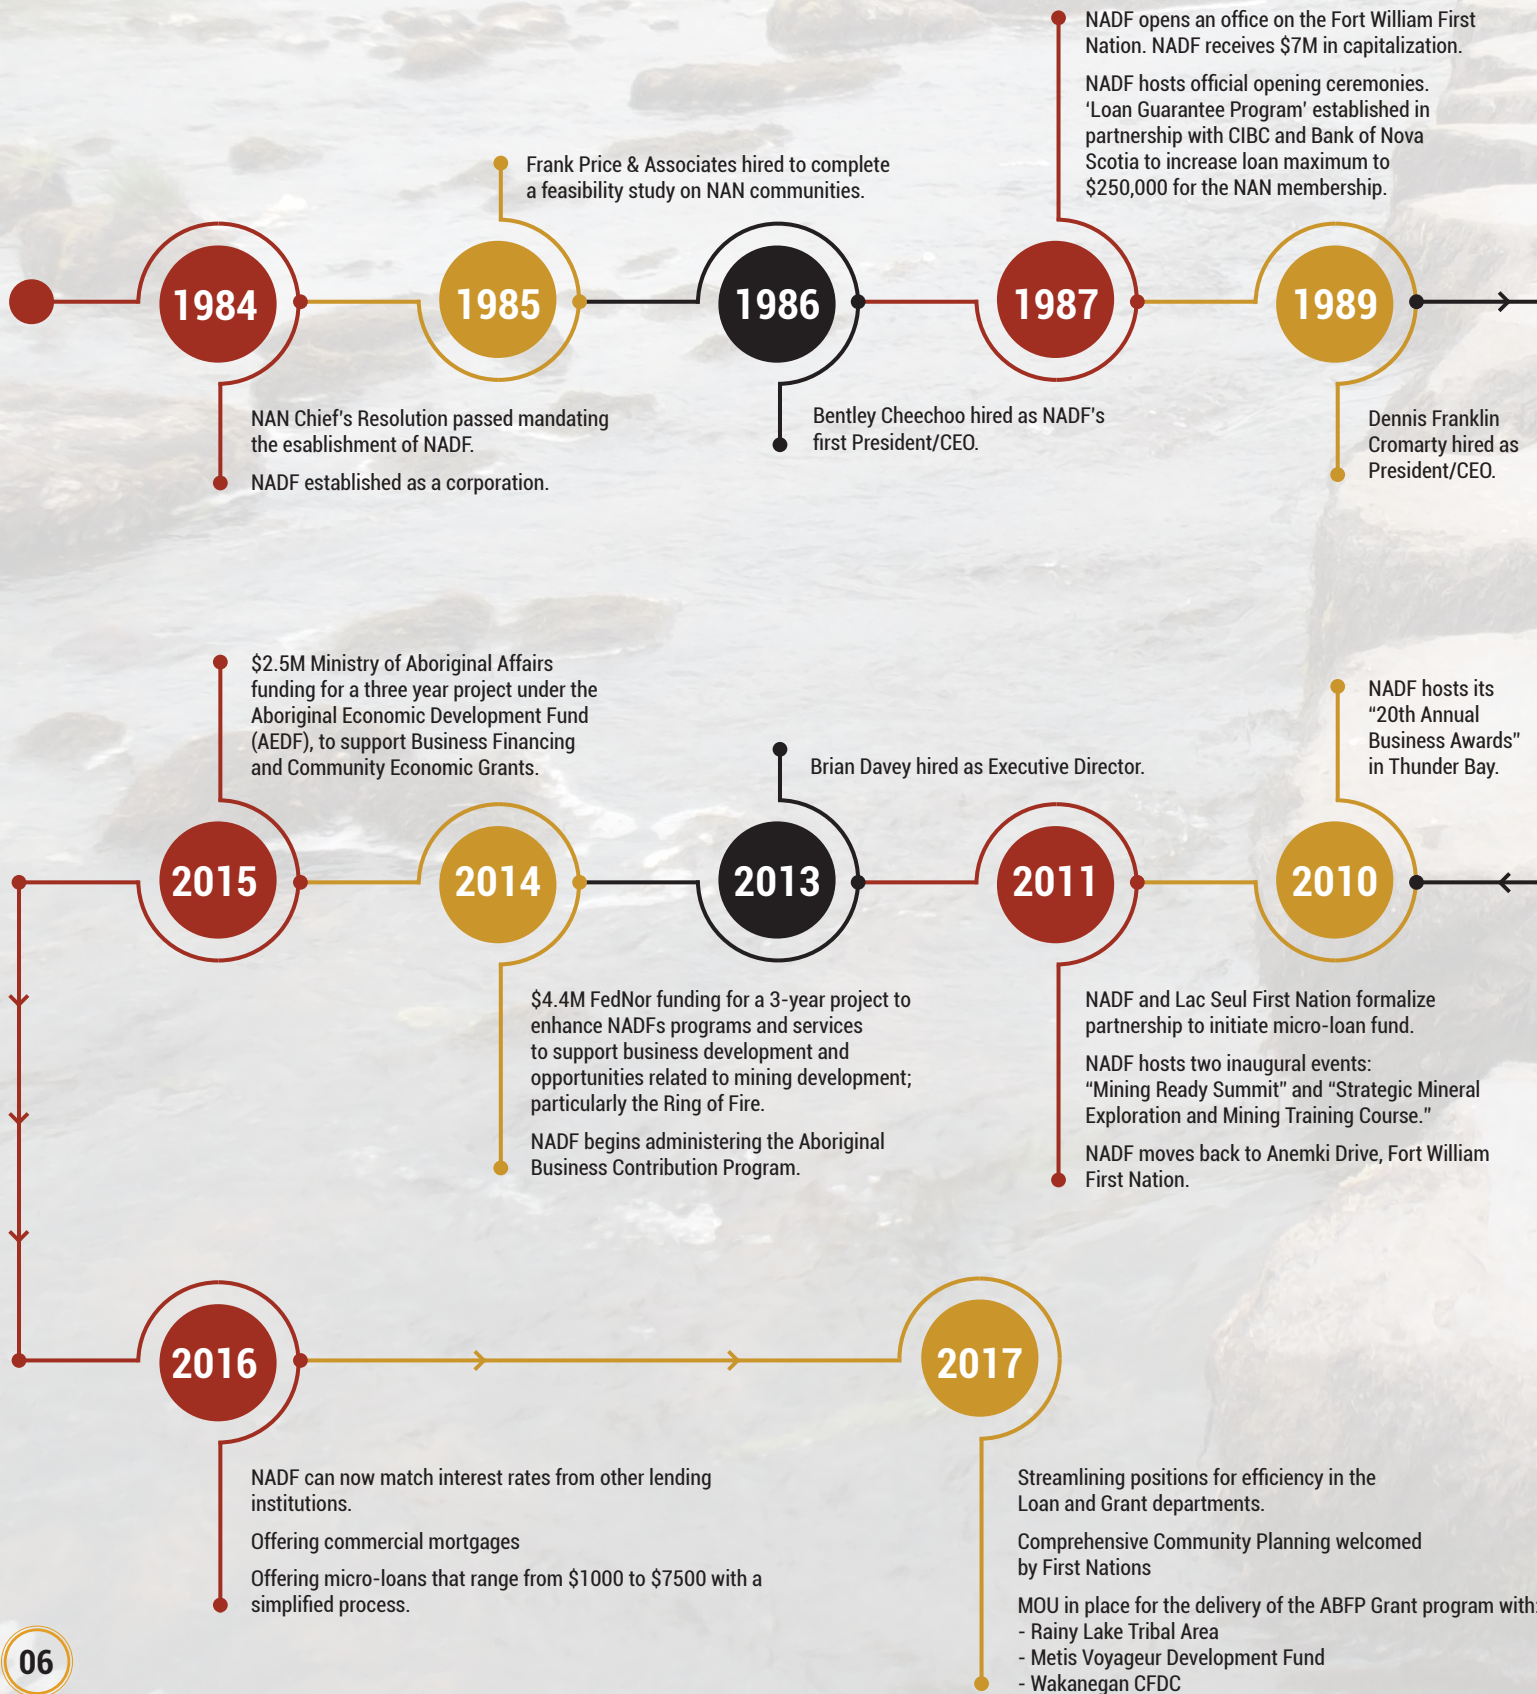 NADF opens an office on the Fort William First
Nation. NADF receives $7M in capitalization.
NADF hosts official opening ceremonies.
‘Loan Guarantee Program’ established in
partnership with CIBC and Bank of Nova
Scotia to increase loan maximum to
$250,000 for the NAN membership.
Frank Price & Associates hired to complete
a feasibility study on NAN communities.
1984
1985
1986
1987
1989
NAN Chief's Resolution passed mandating
the esablishment of NADF.
NADF established as a corporation.
Bentley Cheechoo hired as NADF's
first President/CEO.
Dennis Franklin
Cromarty hired as
President/CEO.
$2.5M Ministry of Aboriginal Affairs
funding for a three year project under the
Aboriginal Economic Development Fund
(AEDF), to support Business Financing
and Community Economic Grants.
Brian Davey hired as Executive Director.
NADF hosts its
“20th Annual
Business Awards”
in Thunder Bay.
2015
2014
2013
2011
2010
$4.4M FedNor funding for a 3-year project to
enhance NADFs programs and services
to support business development and
opportunities related to mining development;
particularly the Ring of Fire.
NADF begins administering the Aboriginal
Business Contribution Program.
NADF and Lac Seul First Nation formalize
partnership to initiate micro-loan fund.
NADF hosts two inaugural events:
“Mining Ready Summit” and “Strategic Mineral
Exploration and Mining Training Course.”
NADF moves back to Anemki Drive, Fort William
First Nation.
2016
2017
NADF can now match interest rates from other lending
institutions.
Offering commercial mortgages
Offering micro-loans that range from $1000 to $7500 with a
simplified process.
Streamlining positions for efficiency in the
Loan and Grant departments.
Comprehensive Community Planning welcomed
by First Nations
MOU in place for the delivery of the ABFP Grant program with:
- Rainy Lake Tribal Area
- Metis Voyageur Development Fund
- Wakanegan CFDC
06